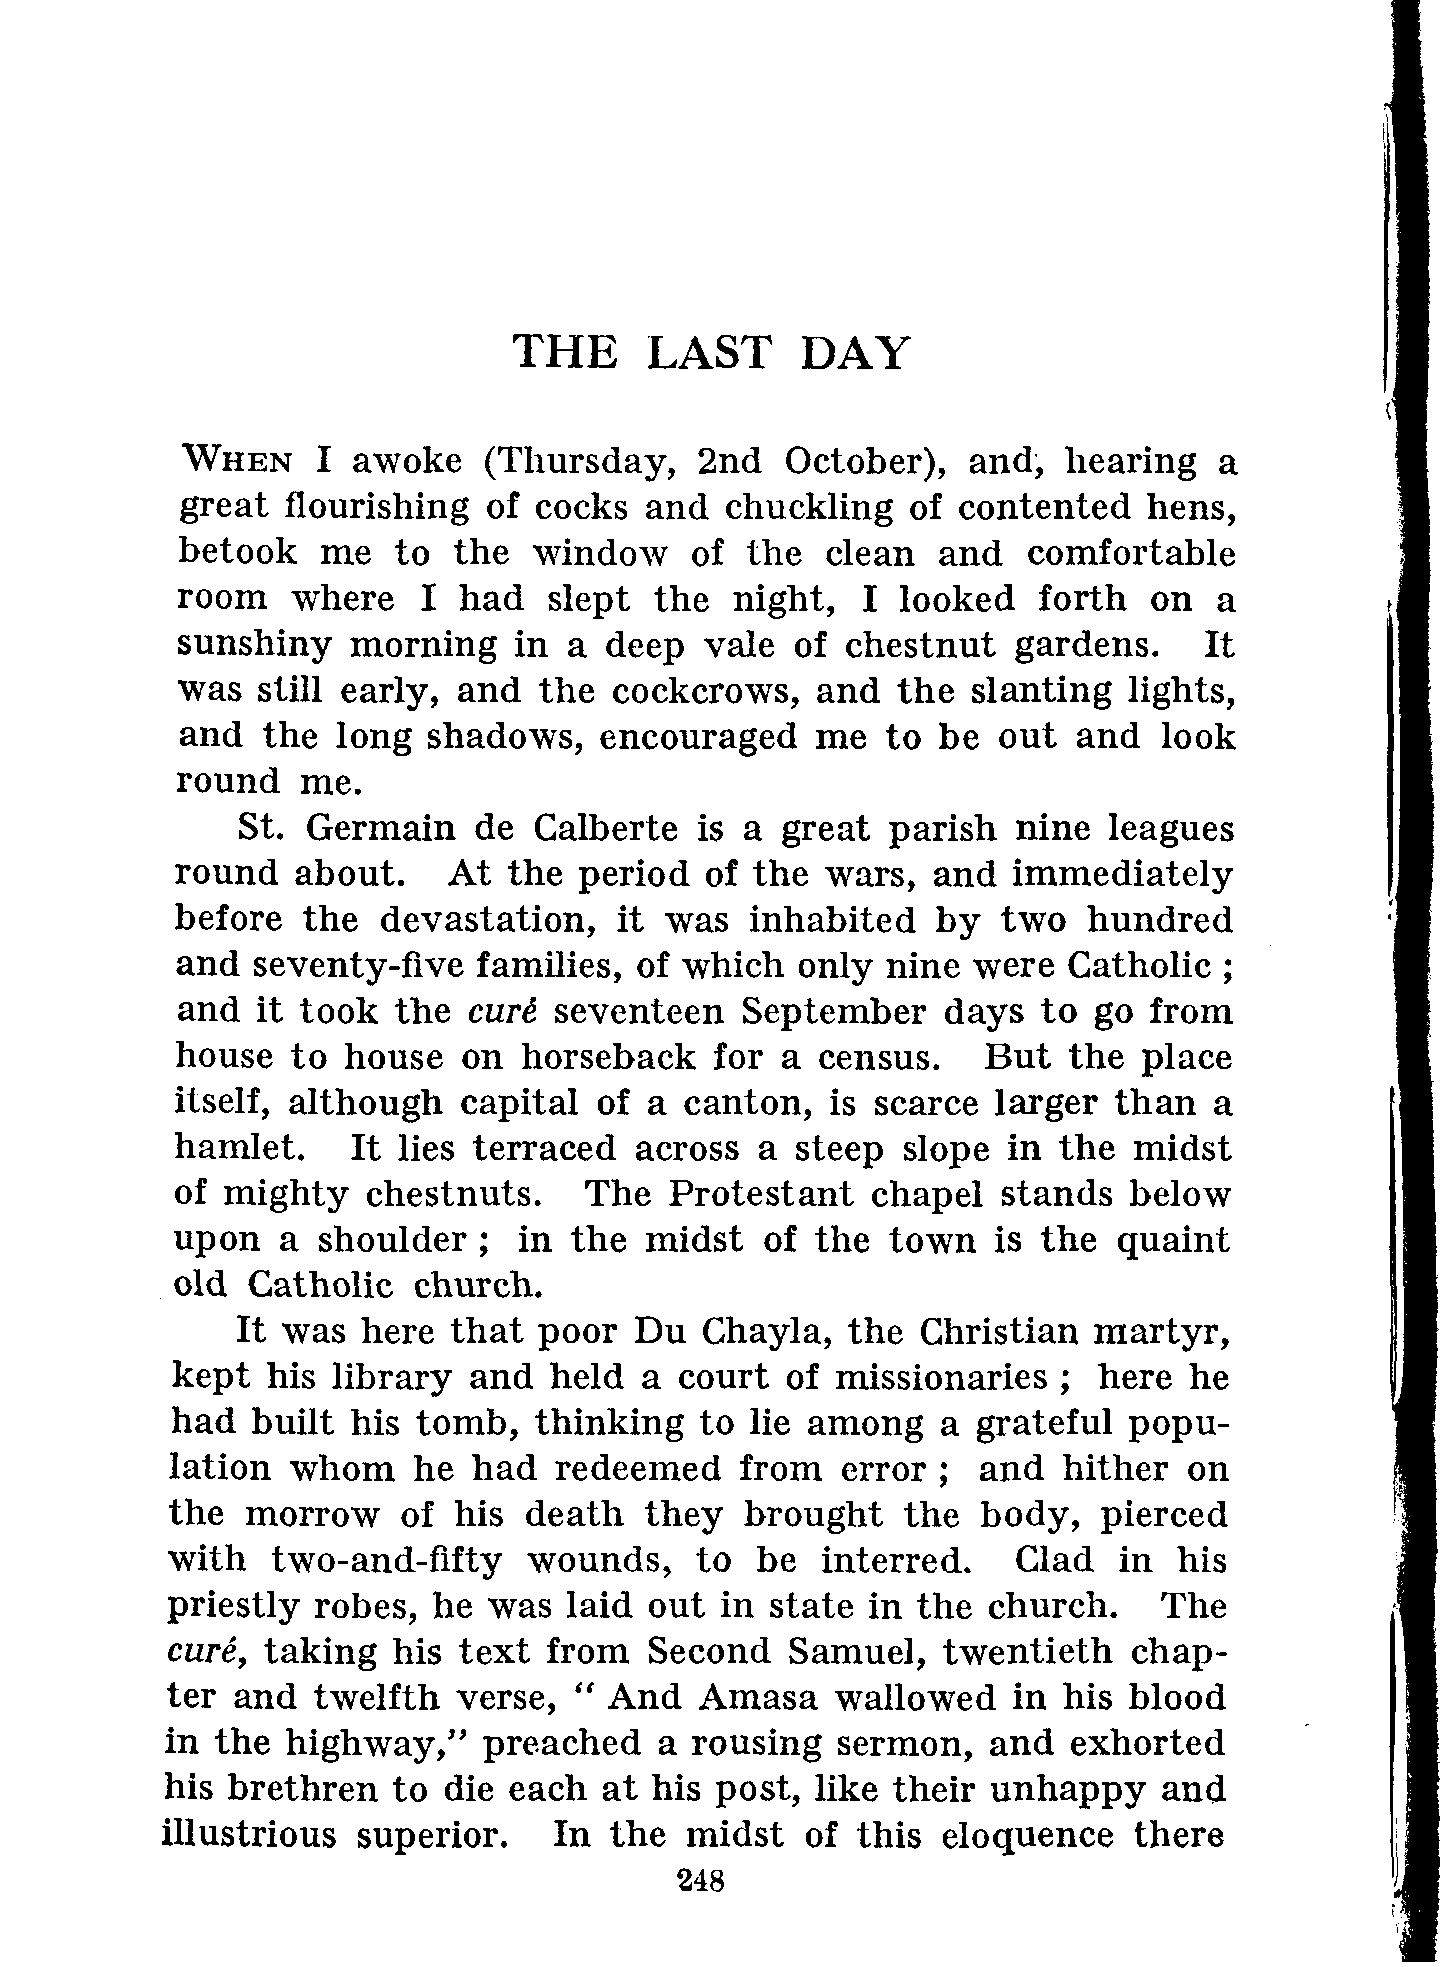 THE LAST DAY
WHEN I awoke (Thursday, 2nd October), and, hearing a
great flourishing of cocks and chuckling of contented hens,
betook me to the window of the clean and comfortable
room where I had slept the night, I looked forth on a
sunshiny morning in a deep vale of chestnut gardens. It
was still early, and the cockcrows, and the slanting lights,
and the long shadows, encouraged me to be out and look
round me.
St. Germain de Calberte is a great parish nine leagues
round about. At the period of the wars, and immediately
before the devastation, it was inhabited by two hundred
and seventy-five families, of which only nine were Catholic ;
and it took the curé seventeen September days to go from
house to house on horseback for a census. But the place
itself, although capital of a canton, is scarce larger than a
hamlet. It lies terraced across a steep slope in the midst
of mighty chestnuts. The Protestant chapel stands below
upon a shoulder ; in the midst of the town is the quaint
old Catholic church.
It was here that poor Du Chayla, the Christian martyr,
kept his library and held a court of missionaries ; here he
had built his tomb, thinking to lie among a grateful popu-
lation whom he had redeemed from error ; and hither on
the morrow of his death they brought the body, pierced
with two-and-fifty wounds, to be interred. Clad in his
priestly robes, he was laid out in state in the church. The
curé, taking his text from Second Samuel, twentieth chap-
ter and twelfth verse, “ And Amasa wallowed in his blood
in the highway,” preached a rousing sermon, and exhorted
his brethren to die each at his post, like their unhappy and
illustrious superior. In the midst of this eloquence there
248